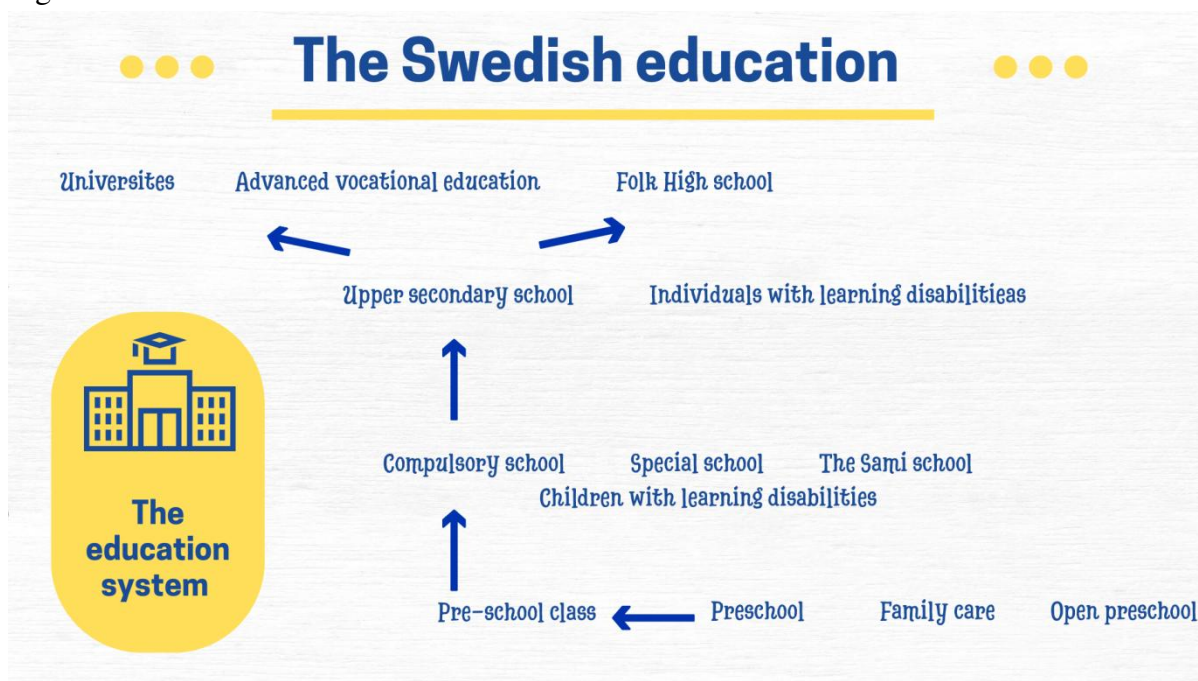 The Swedish education
Universites Advanced vocational education Folk High school
Upper secondary school Individuals with learning disabilitieas
Compulsory school Special school The Sami school
Children with learning disabilities
The
education
system
Pre-school class Preschool Family care Open preschool